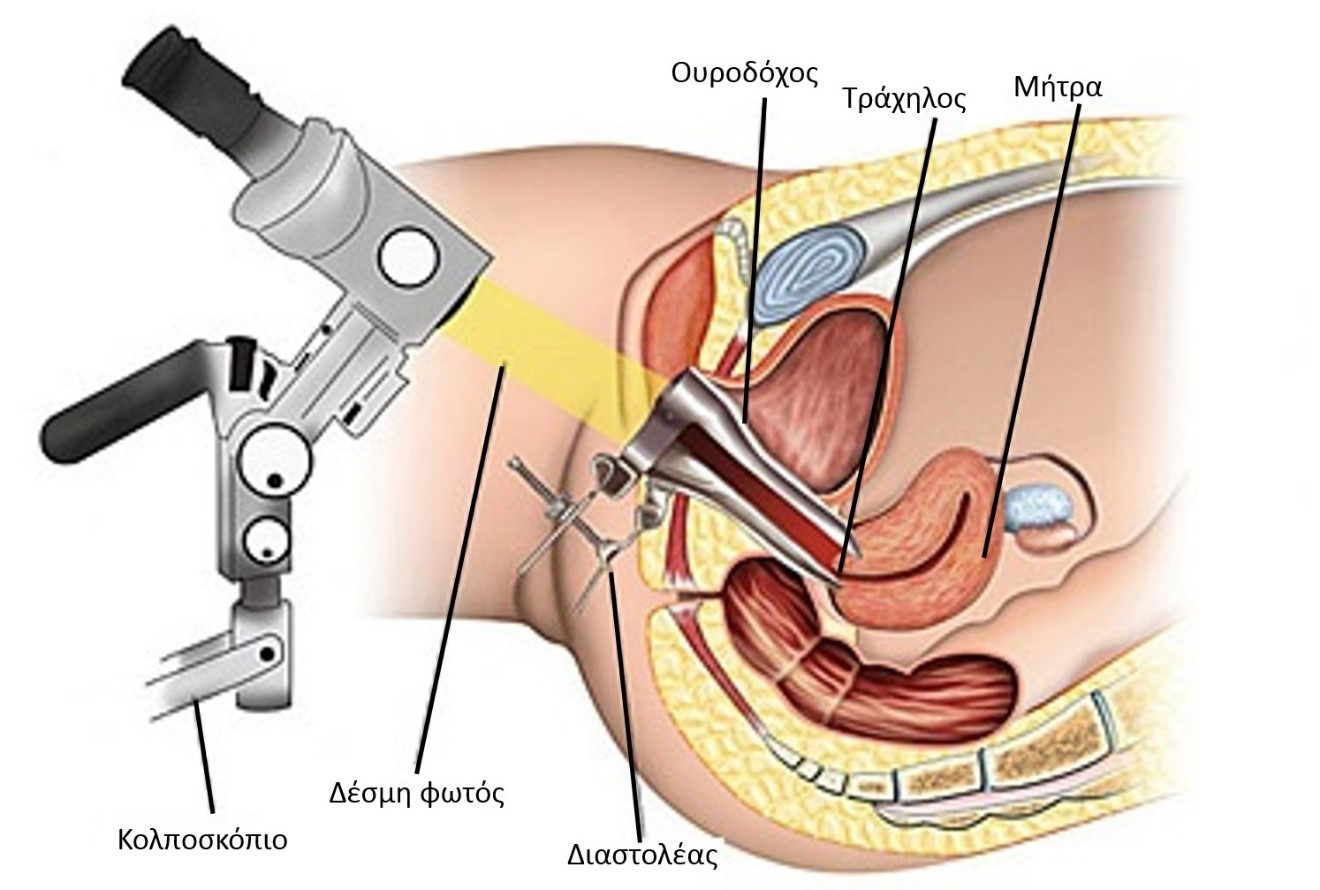 Ουροδόχος
Τράχηλος
Μήτρα
Δέσμη φωτός
Κολποσκόπιο
Διαστολέας